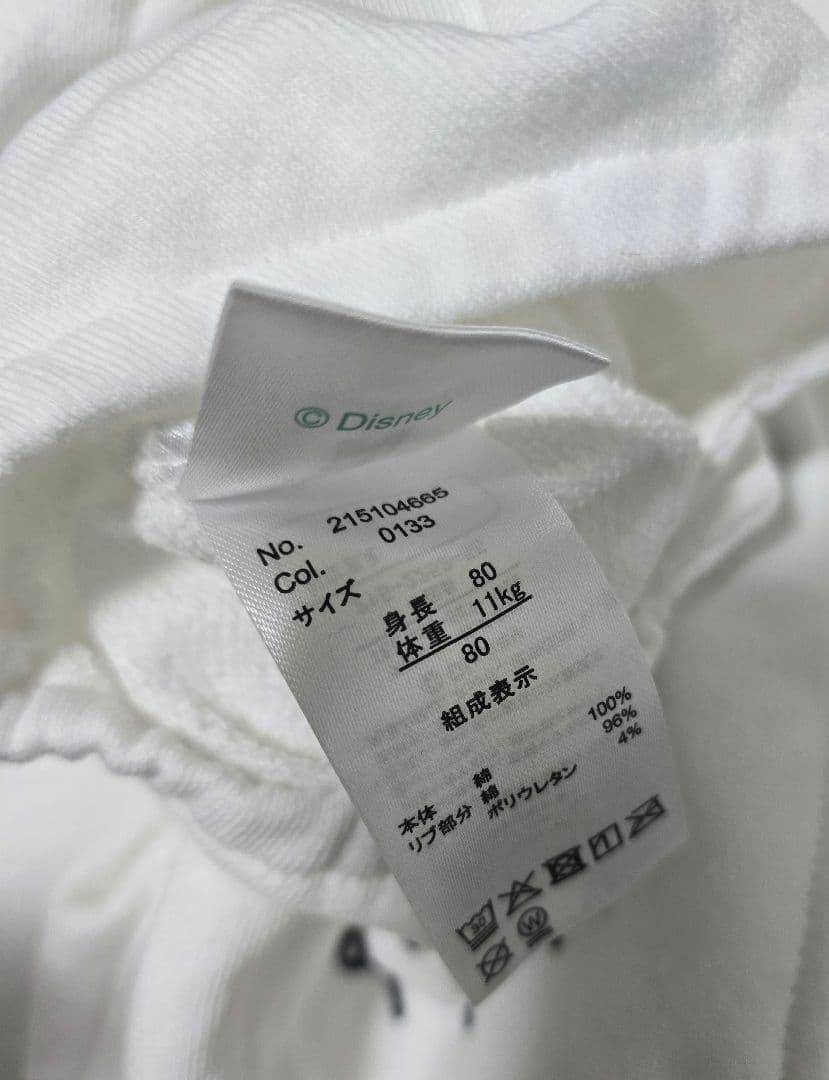 © Disney
No. 215104665
Col. 0133
サイズ 身長 80
体重 11kg
80
組成表示
本体 綿 100%
リブ部分 綿 96%
ポリウレタン 4%
30
W